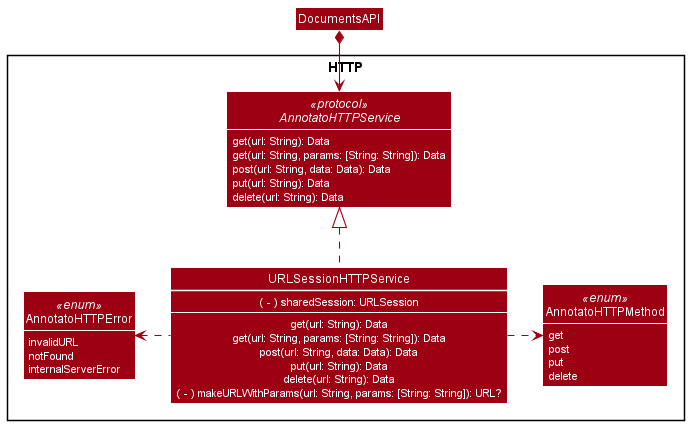 DocumentsAPI
HTTP
«protocol»
AnnotatoHTTPService
get(url: String): Data
get(url: String, params: [String: String]): Data
post(url: String, data: Data): Data
put(url: String): Data
delete(url: String): Data
URLSessionHTTPService
( - ) sharedSession: URLSession
get(url: String): Data
get(url: String, params: [String: String]): Data
post(url: String, data: Data): Data
put(url: String): Data
delete(url: String): Data
( - ) makeURLWithParams(url: String, params: [String: String]): URL?
«enum»
AnnotatoHTTPError
invalidURL
notFound
internalServerError
«enum»
AnnotatoHTTPMethod
get
post
put
delete